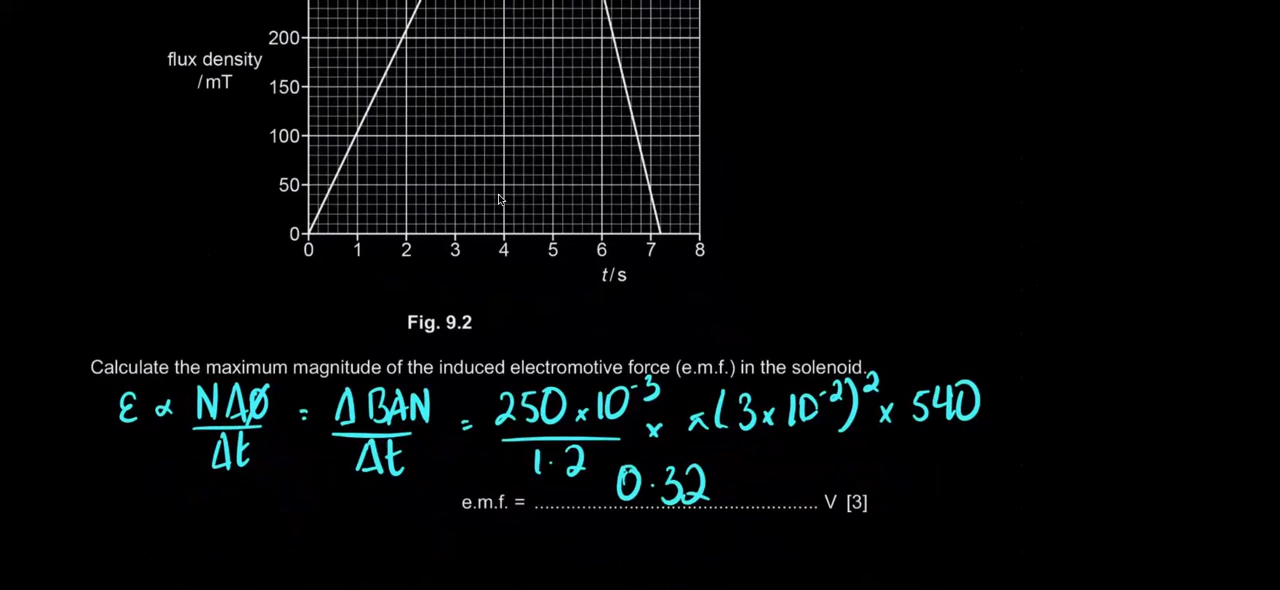 200
flux density
/mT
150
100
50
0
0 1 2 3 4 5 6 7 8
t/s
Fig. 9.2
Calculate the maximum magnitude of the induced electromotive force (e.m.f.) in the solenoid.
ε ∝ NΔφ/Δt = ΔBAN/Δt = 250×10⁻³/1.2 × π(3×10⁻²)² × 540
0.32
e.m.f. = ............................................................ V [3]